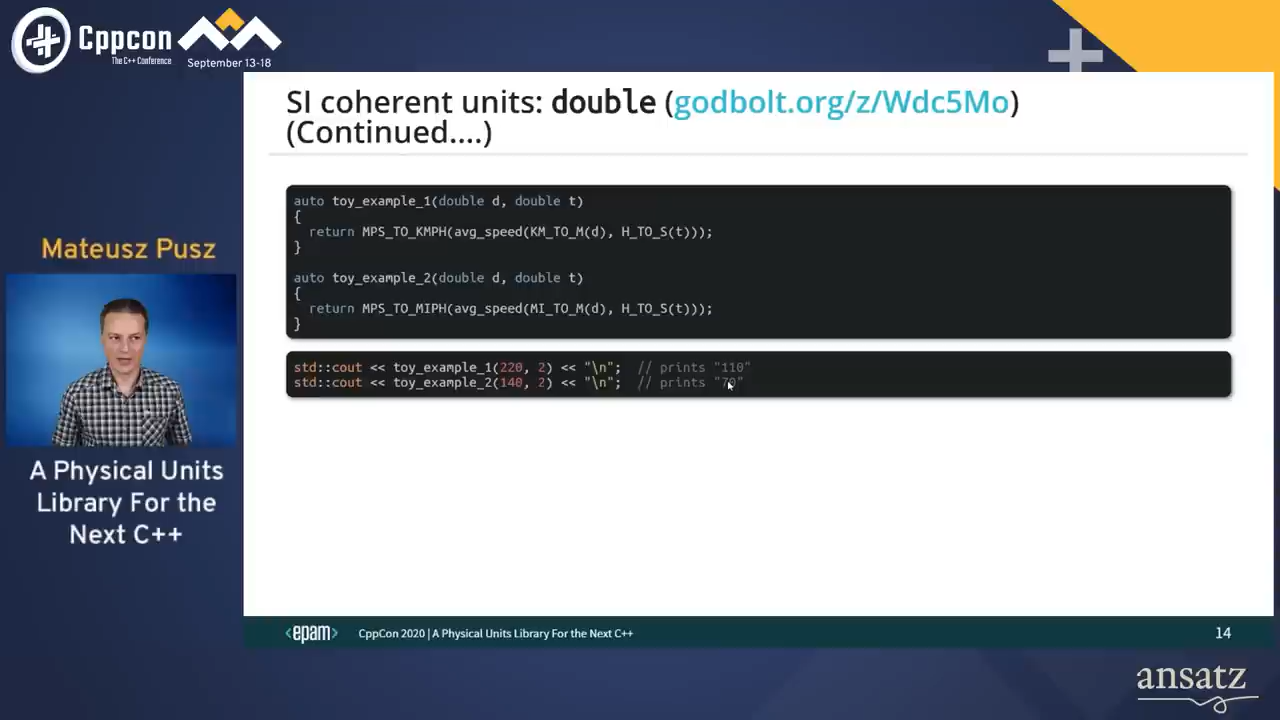 Cppcon
The C++ Conference
September 13-18
SI coherent units: double (godbolt.org/z/Wdc5Mo)
(Continued....)
auto toy_example_1(double d, double t)
{
return MPS_TO_KMPH(avg_speed(KM_TO_M(d), H_TO_S(t)));
}
auto toy_example_2(double d, double t)
{
return MPS_TO_MIPH(avg_speed(MI_TO_M(d), H_TO_S(t)));
}
std::cout << toy_example_1(220, 2) << "\n"; // prints "110"
std::cout << toy_example_2(140, 2) << "\n"; // prints "70"
Mateusz Pusz
A Physical Units
Library For the
Next C++
<epam> CppCon 2020 | A Physical Units Library For the Next C++ 14
ansatz